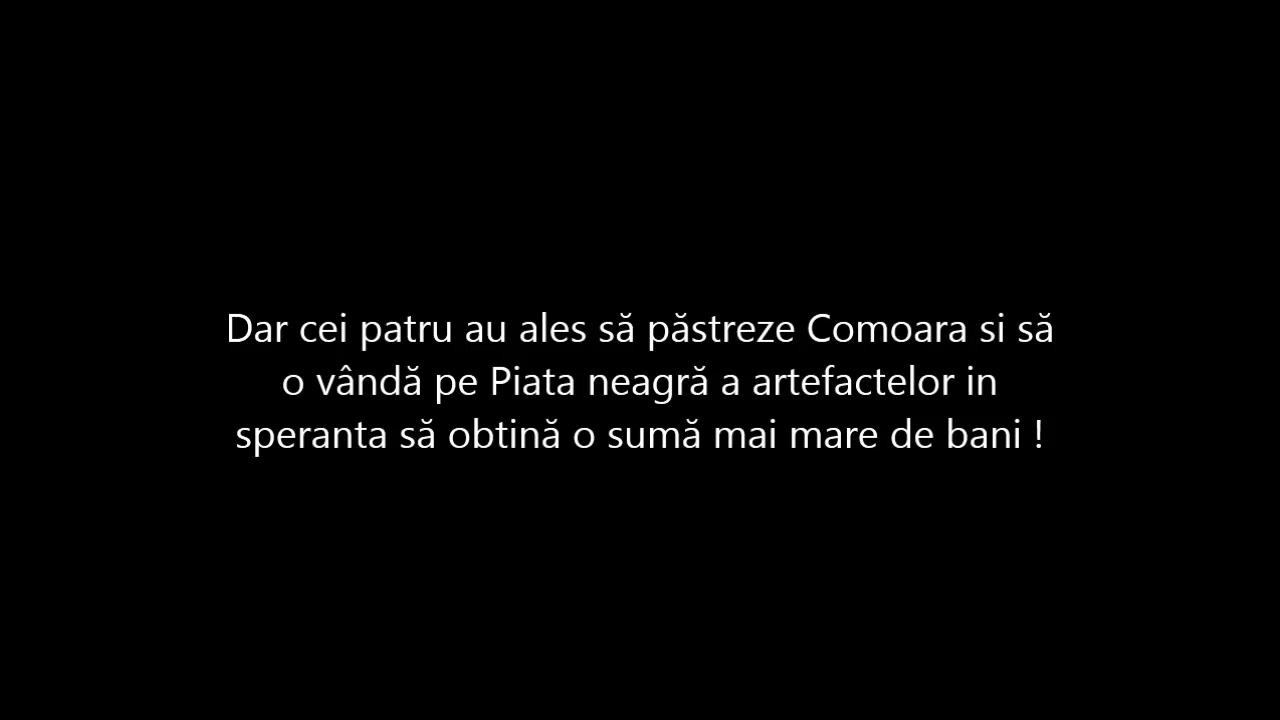 Dar cei patru au ales să păstreze Comoara si să
o vândă pe Piata neagră a artefactelor in
speranta să obtină o sumă mai mare de bani !